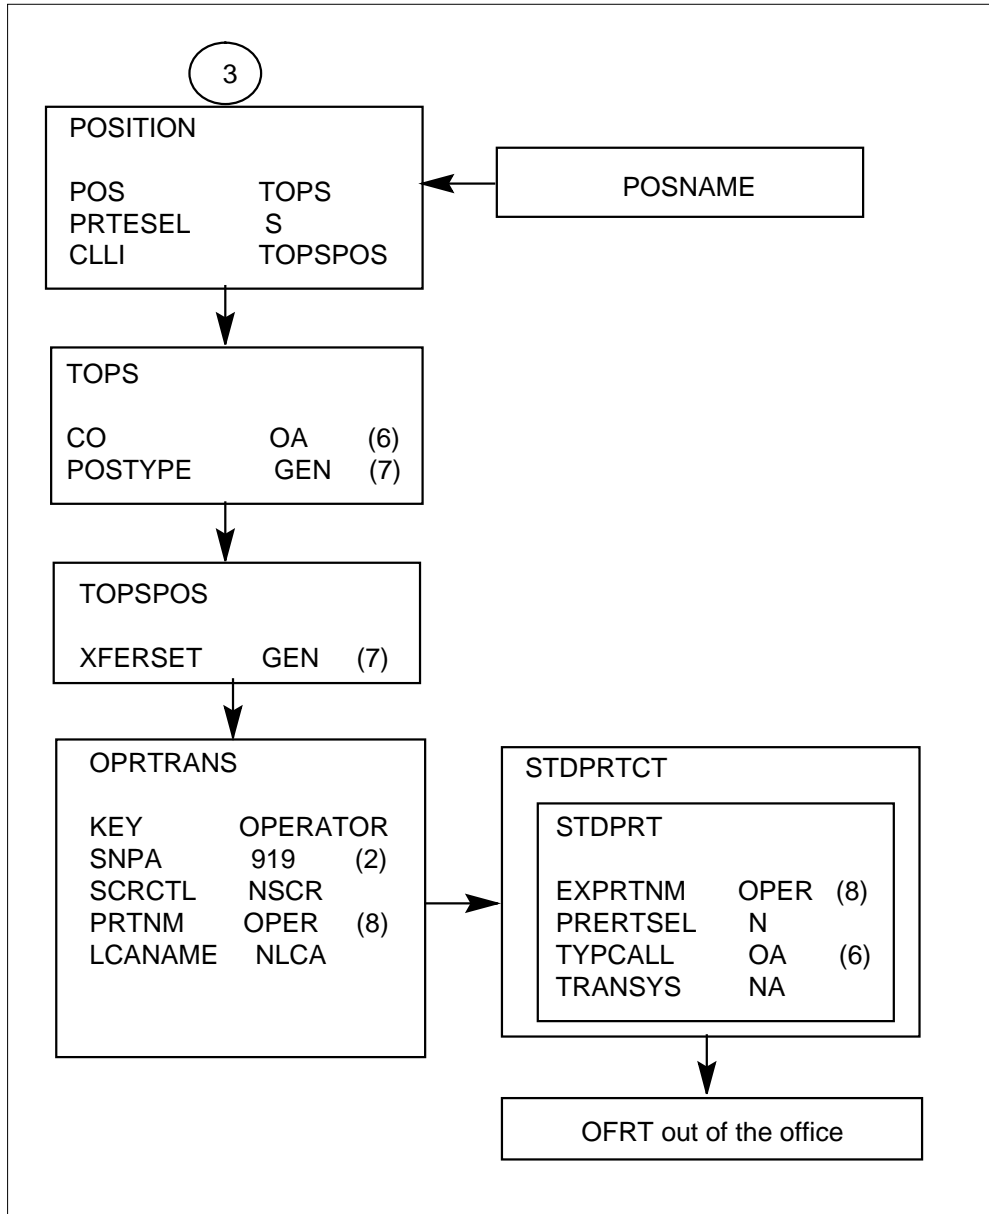 3
POSITION
POS TOPS
PRTESEL S
CLLI TOPSPOS
POSNAME
TOPS
CO OA (6)
POSTYPE GEN (7)
TOPSPOS
XFERSET GEN (7)
OPRTRANS
KEY OPERATOR
SNPA 919 (2)
SCRCTL NSCR
PRTNM OPER (8)
LCANAME NLCA
STDPRTCT
STDPRT
EXPRTNM OPER (8)
PRERTSEL N
TYPCALL OA (6)
TRANSYS NA
OFRT out of the office